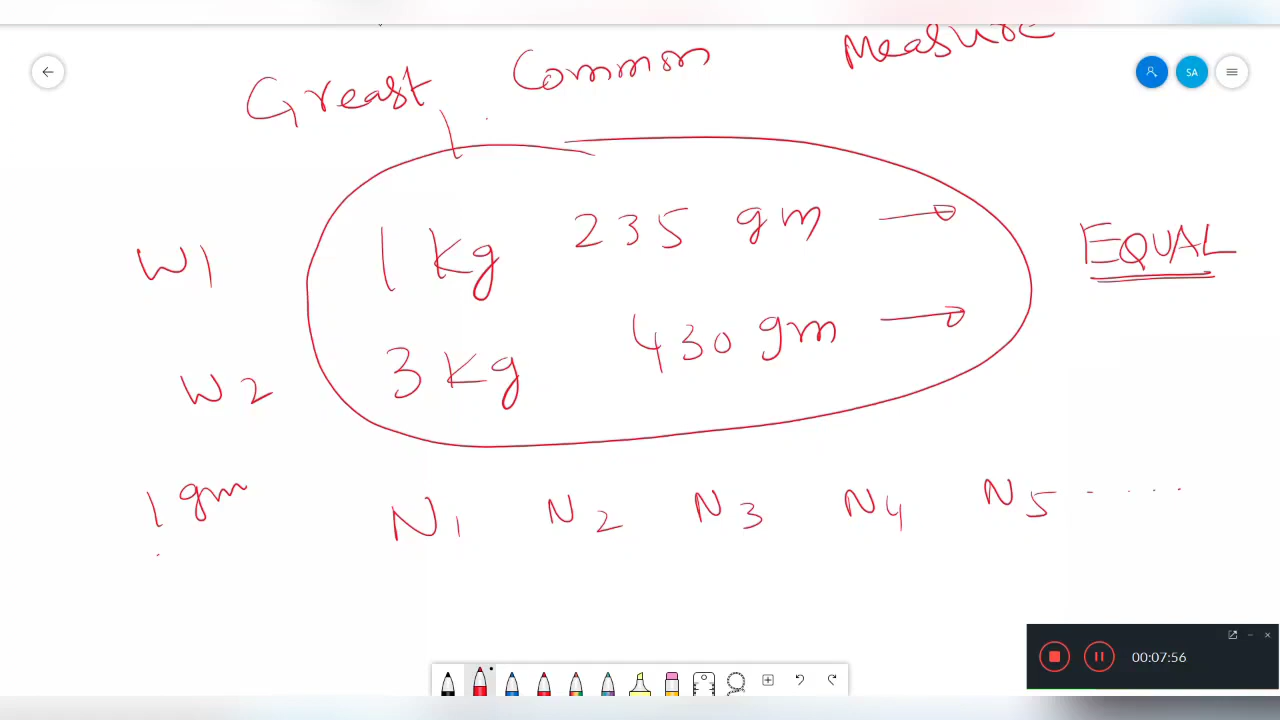 Greast Common Measure
W1 1 kg 235 gm EQUAL
W2 3 kg 430 gm
1 gm N1 N2 N3 N4 N5 .....
SA
00:07:56